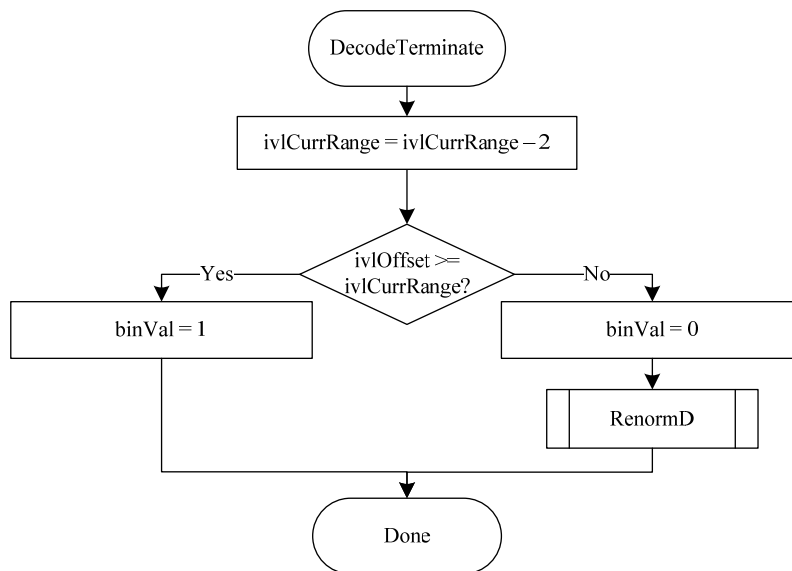 DecodeTerminate
ivlCurrRange = ivlCurrRange – 2
ivlOffset >=
ivlCurrRange?
Yes
No
binVal = 1
binVal = 0
RenormD
Done